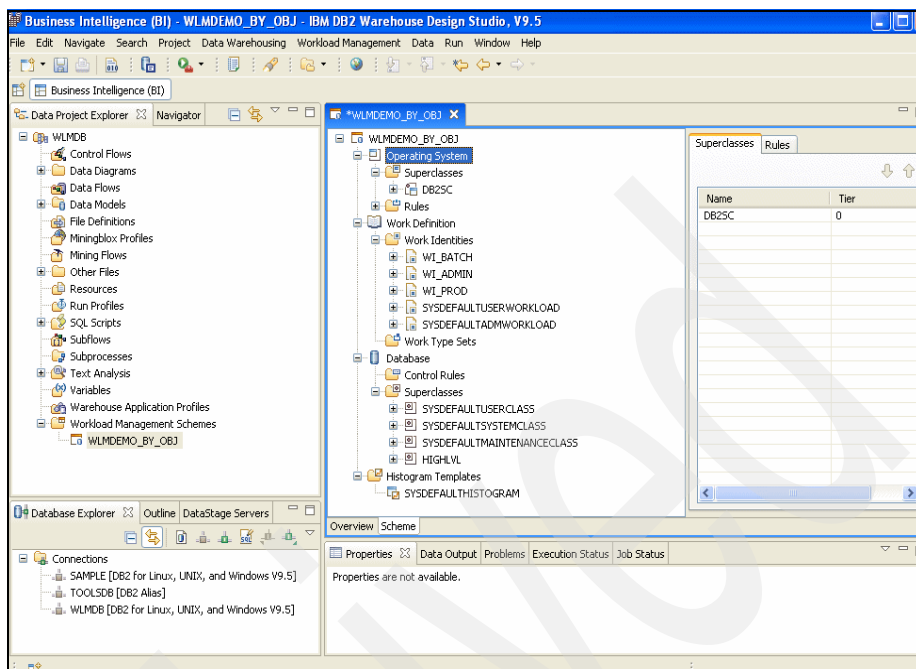 Business Intelligence (BI) - WLMDEMO_BY_OBJ - IBM DB2 Warehouse Design Studio, V9.5
File Edit Navigate Search Project Data Warehousing Workload Management Data Run Window Help
Business Intelligence (BI)
Data Project Explorer Navigator
WLMDB
Control Flows
Data Diagrams
Data Flows
Data Models
File Definitions
Miningblox Profiles
Mining Flows
Other Files
Resources
Run Profiles
SQL Scripts
Subflows
Subprocesses
Text Analysis
Variables
Warehouse Application Profiles
Workload Management Schemes
WLMDEMO_BY_OBJ
Database Explorer Outline DataStage Servers
Connections
SAMPLE [DB2 for Linux, UNIX, and Windows V9.5]
TOOLSDB [DB2 Alias]
WLMDB [DB2 for Linux, UNIX, and Windows V9.5]
*WLMDEMO_BY_OBJ
WLMDEMO_BY_OBJ
Operating System
Superclasses
DB2SC
Rules
Work Definition
Work Identities
WI_BATCH
WI_ADMIN
WI_PROD
SYSDEFAULTUSERWORKLOAD
SYSDEFAULTADMWORKLOAD
Work Type Sets
Database
Control Rules
Superclasses
SYSDEFAULTUSERCLASS
SYSDEFAULTSYSTEMCLASS
SYSDEFAULTMAINTENANCECLASS
HIGHLVL
Histogram Templates
SYSDEFAULTHISTOGRAM
Overview Scheme
Superclasses Rules
Name Tier
DB2SC 0
Properties Data Output Problems Execution Status Job Status
Properties are not available.